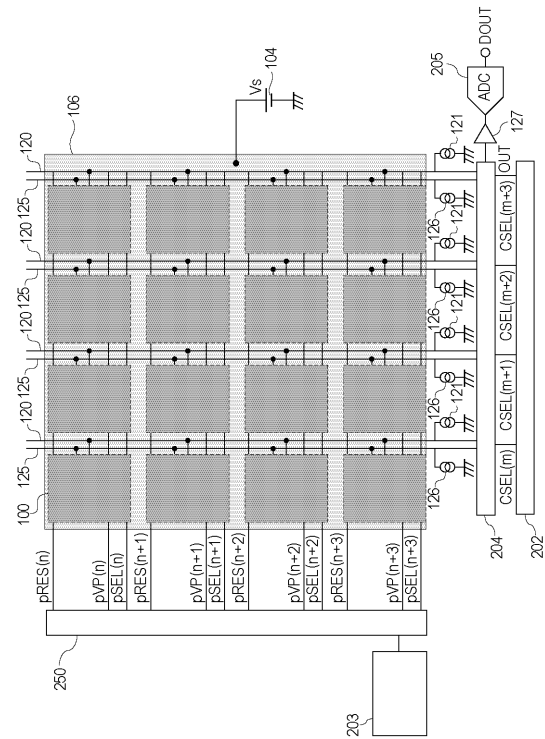 125
120
125
120
125
120
125
120
106
100
Vs
104
205
ADC
DOUT
127
121
OUT
126
121
126
121
126
121
126
CSEL(m)
CSEL(m+1)
CSEL(m+2)
CSEL(m+3)
204
202
pRES(n)
pVP(n)
pSEL(n)
pRES(n+1)
pVP(n+1)
pSEL(n+1)
pRES(n+2)
pVP(n+2)
pSEL(n+2)
pRES(n+3)
pVP(n+3)
pSEL(n+3)
250
203